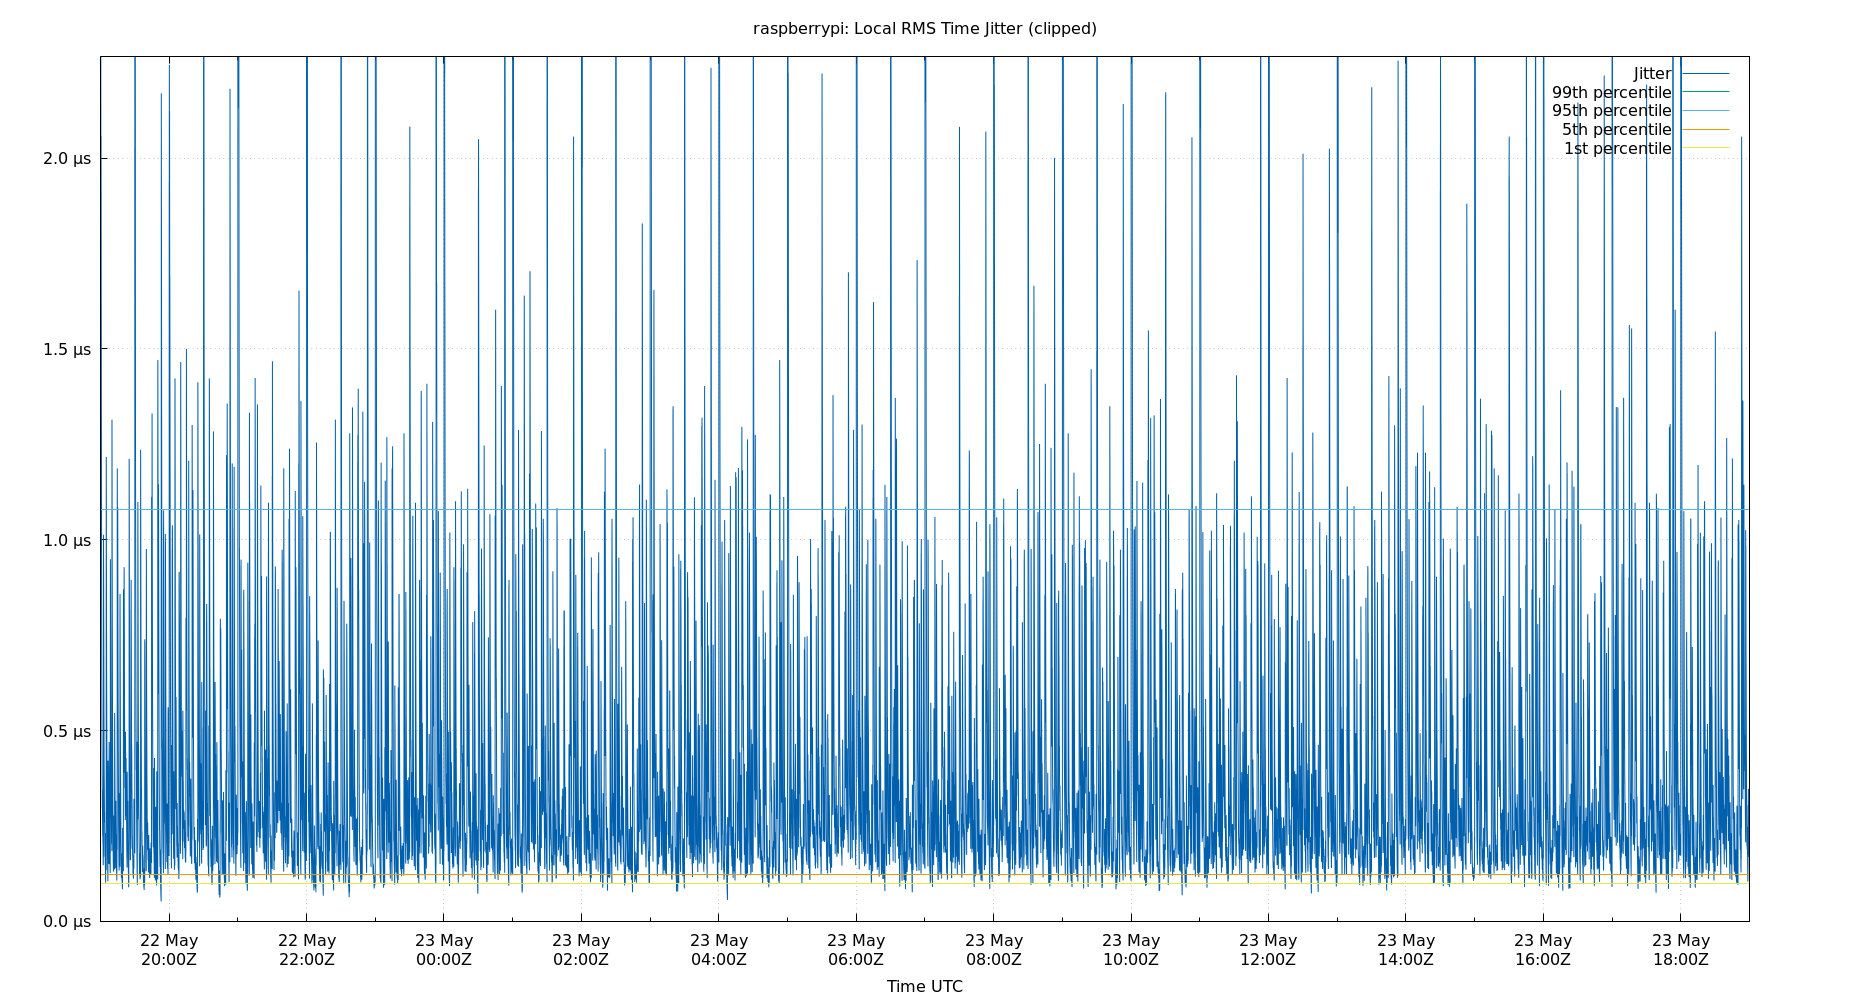 raspberrypi: Local RMS Time Jitter (clipped)
Jitter
99th percentile
95th percentile
5th percentile
1st percentile
2.0 µs
1.5 µs
1.0 µs
0.5 µs
0.0 µs
22 May 22 May 23 May 23 May 23 May 23 May 23 May 23 May 23 May 23 May 23 May 23 May
20:00Z 22:00Z 00:00Z 02:00Z 04:00Z 06:00Z 08:00Z 10:00Z 12:00Z 14:00Z 16:00Z 18:00Z
Time UTC